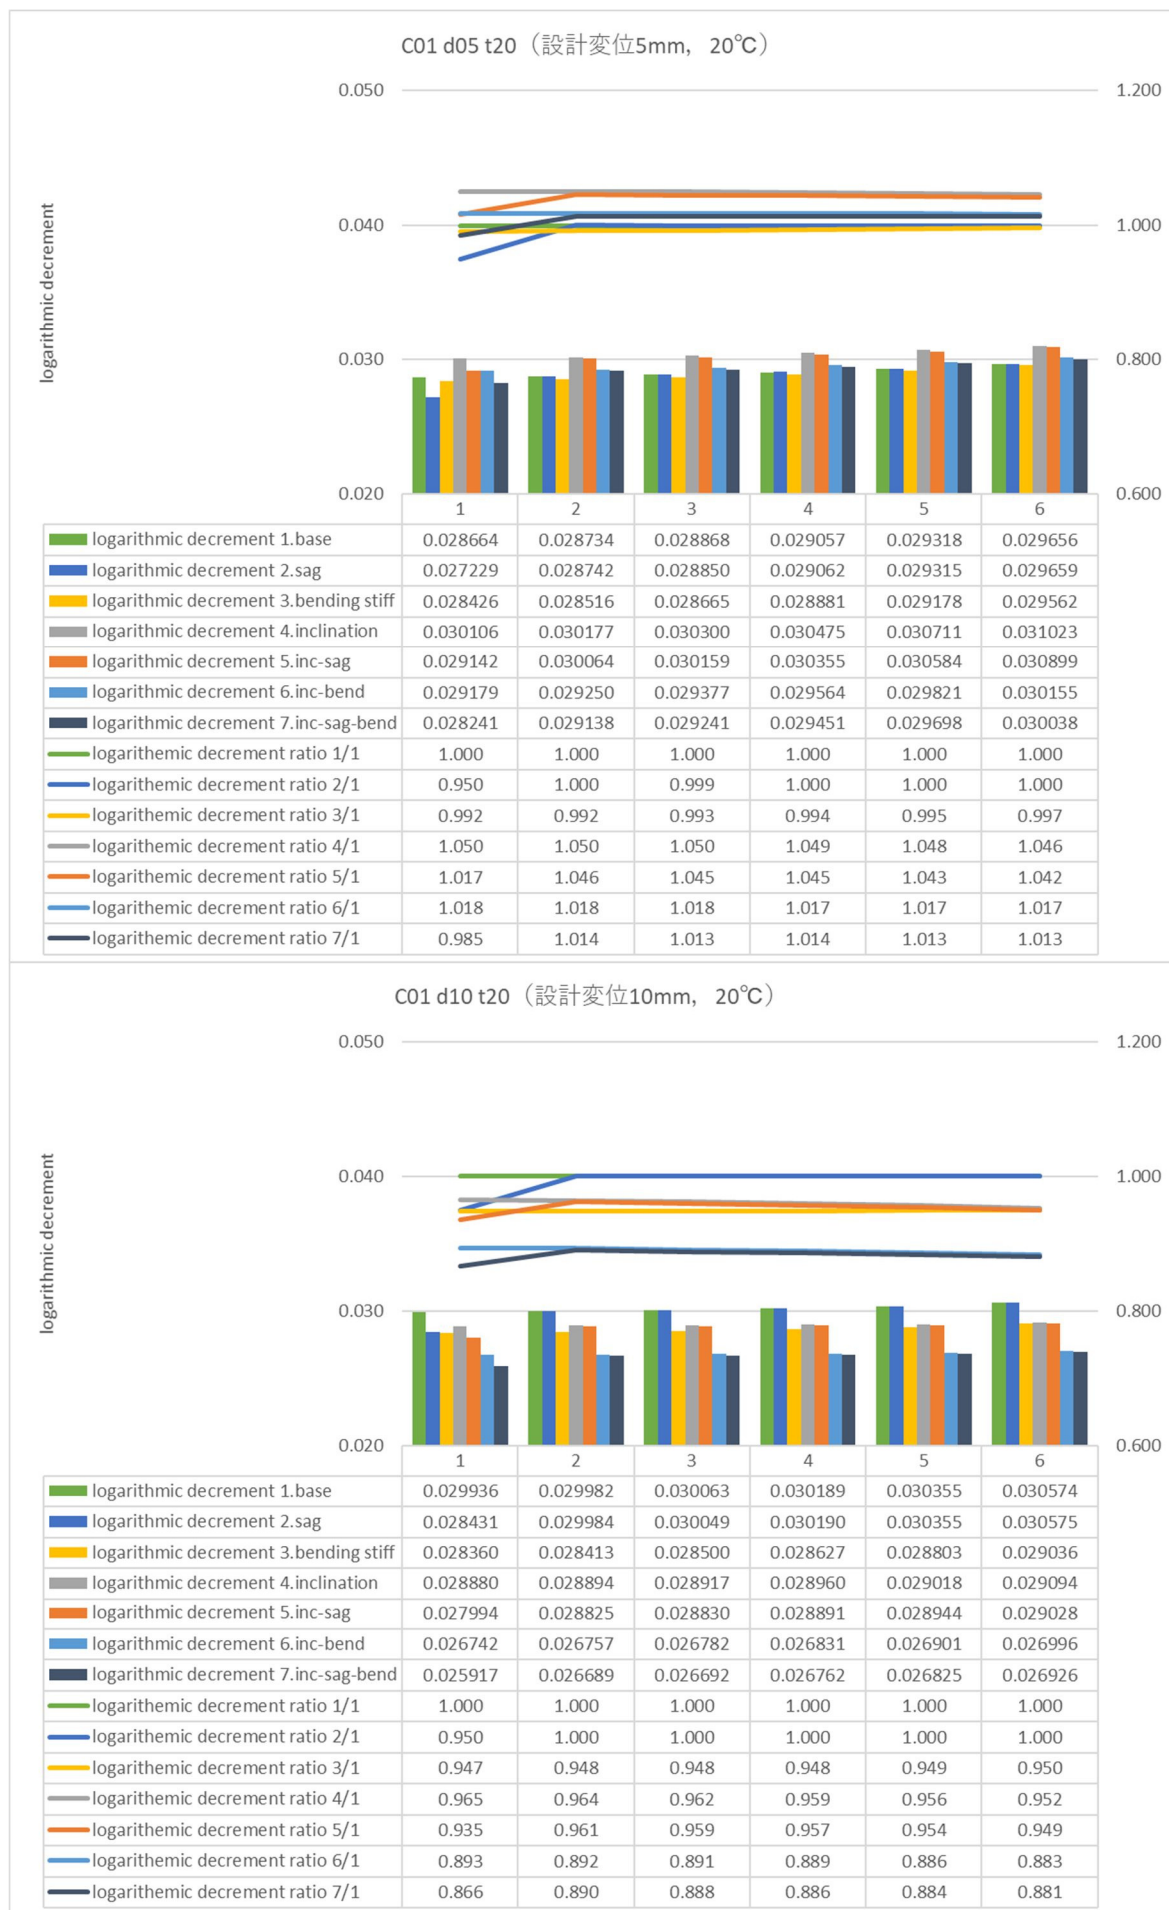 C01 d05 t20（設計変位5mm，20℃）
0.050 1.200
0.040 1.000
0.030 0.800
0.020 0.600
logarithmic decrement
1 2 3 4 5 6
logarithmic decrement 1.base 0.028664 0.028734 0.028868 0.029057 0.029318 0.029656
logarithmic decrement 2.sag 0.027229 0.028742 0.028850 0.029062 0.029315 0.029659
logarithmic decrement 3.bending stiff 0.028426 0.028516 0.028665 0.028881 0.029178 0.029562
logarithmic decrement 4.inclination 0.030106 0.030177 0.030300 0.030475 0.030711 0.031023
logarithmic decrement 5.inc-sag 0.029142 0.030064 0.030159 0.030355 0.030584 0.030899
logarithmic decrement 6.inc-bend 0.029179 0.029250 0.029377 0.029564 0.029821 0.030155
logarithmic decrement 7.inc-sag-bend 0.028241 0.029138 0.029241 0.029451 0.029698 0.030038
logarithemic decrement ratio 1/1 1.000 1.000 1.000 1.000 1.000 1.000
logarithemic decrement ratio 2/1 0.950 1.000 0.999 1.000 1.000 1.000
logarithemic decrement ratio 3/1 0.992 0.992 0.993 0.994 0.995 0.997
logarithemic decrement ratio 4/1 1.050 1.050 1.050 1.049 1.048 1.046
logarithemic decrement ratio 5/1 1.017 1.046 1.045 1.045 1.043 1.042
logarithemic decrement ratio 6/1 1.018 1.018 1.018 1.017 1.017 1.017
logarithemic decrement ratio 7/1 0.985 1.014 1.013 1.014 1.013 1.013
C01 d10 t20（設計変位10mm，20℃）
0.050 1.200
0.040 1.000
0.030 0.800
0.020 0.600
logarithmic decrement
1 2 3 4 5 6
logarithmic decrement 1.base 0.029936 0.029982 0.030063 0.030189 0.030355 0.030574
logarithmic decrement 2.sag 0.028431 0.029984 0.030049 0.030190 0.030355 0.030575
logarithmic decrement 3.bending stiff 0.028360 0.028413 0.028500 0.028627 0.028803 0.029036
logarithmic decrement 4.inclination 0.028880 0.028894 0.028917 0.028960 0.029018 0.029094
logarithmic decrement 5.inc-sag 0.027994 0.028825 0.028830 0.028891 0.028944 0.029028
logarithmic decrement 6.inc-bend 0.026742 0.026757 0.026782 0.026831 0.026901 0.026996
logarithmic decrement 7.inc-sag-bend 0.025917 0.026689 0.026692 0.026762 0.026825 0.026926
logarithemic decrement ratio 1/1 1.000 1.000 1.000 1.000 1.000 1.000
logarithemic decrement ratio 2/1 0.950 1.000 1.000 1.000 1.000 1.000
logarithemic decrement ratio 3/1 0.947 0.948 0.948 0.948 0.949 0.950
logarithemic decrement ratio 4/1 0.965 0.964 0.962 0.959 0.956 0.952
logarithemic decrement ratio 5/1 0.935 0.961 0.959 0.957 0.954 0.949
logarithemic decrement ratio 6/1 0.893 0.892 0.891 0.889 0.886 0.883
logarithemic decrement ratio 7/1 0.866 0.890 0.888 0.886 0.884 0.881